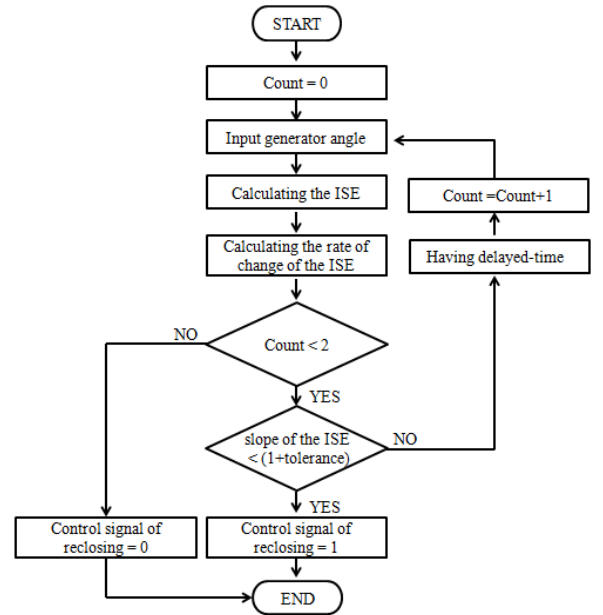 START
Count = 0
Input generator angle
Calculating the ISE
Count =Count+1
Calculating the rate of
change of the ISE
Having delayed-time
NO
Count < 2
YES
slope of the ISE
< (1+tolerance)
NO
YES
Control signal of
reclosing = 0
Control signal of
reclosing = 1
END